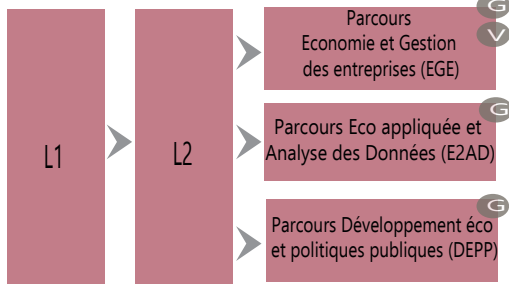 L1
L2
G
V
Parcours
Economie et Gestion
des entreprises (EGE)
G
Parcours Eco appliquée et
Analyse des Données (E2AD)
G
Parcours Développement éco
et politiques publiques (DEPP)